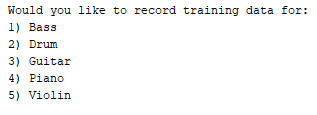 Would you like to record training data for:
1) Bass
2) Drum
3) Guitar
4) Piano
5) Violin